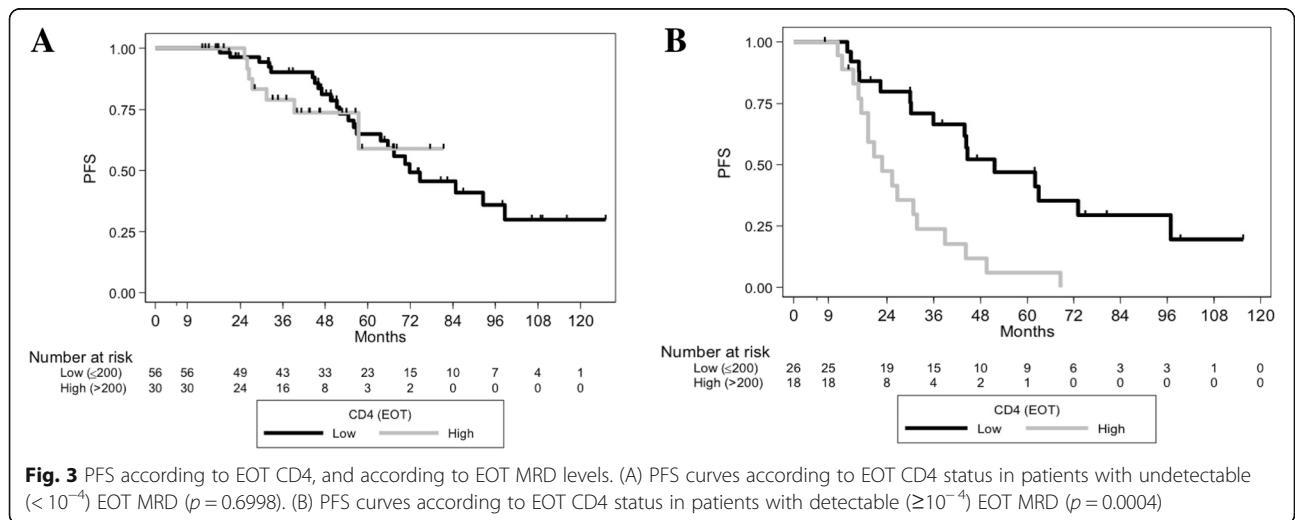 A
1.00
0.75
0.50
0.25
0.00
PFS
0 9 24 36 48 60 72 84 96 108 120
Months
Number at risk
Low (≤200) 56 56 49 43 33 23 15 10 7 4 1
High (>200) 30 30 24 16 8 3 2 0 0 0 0
CD4 (EOT)
Low High
B
1.00
0.75
0.50
0.25
0.00
PFS
0 9 24 36 48 60 72 84 96 108 120
Months
Number at risk
Low (≤200) 26 25 19 15 10 9 6 3 3 1 0
High (>200) 18 18 8 4 2 1 0 0 0 0 0
CD4 (EOT)
Low High
Fig. 3 PFS according to EOT CD4, and according to EOT MRD levels. (A) PFS curves according to EOT CD4 status in patients with undetectable
(< 10⁻⁴) EOT MRD (p = 0.6998). (B) PFS curves according to EOT CD4 status in patients with detectable (≥10⁻⁴) EOT MRD (p = 0.0004)